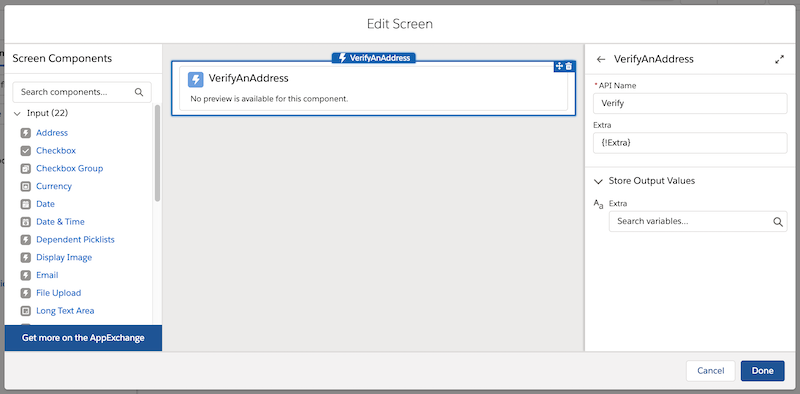 Edit Screen
Screen Components
Search components...
Input (22)
Address
Checkbox
Checkbox Group
Currency
Date
Date & Time
Dependent Picklists
Display Image
Email
File Upload
Long Text Area
Get more on the AppExchange
VerifyAnAddress
VerifyAnAddress
No preview is available for this component.
VerifyAnAddress
*API Name
Verify
Extra
{!Extra}
Store Output Values
Aa Extra
Search variables...
Cancel
Done